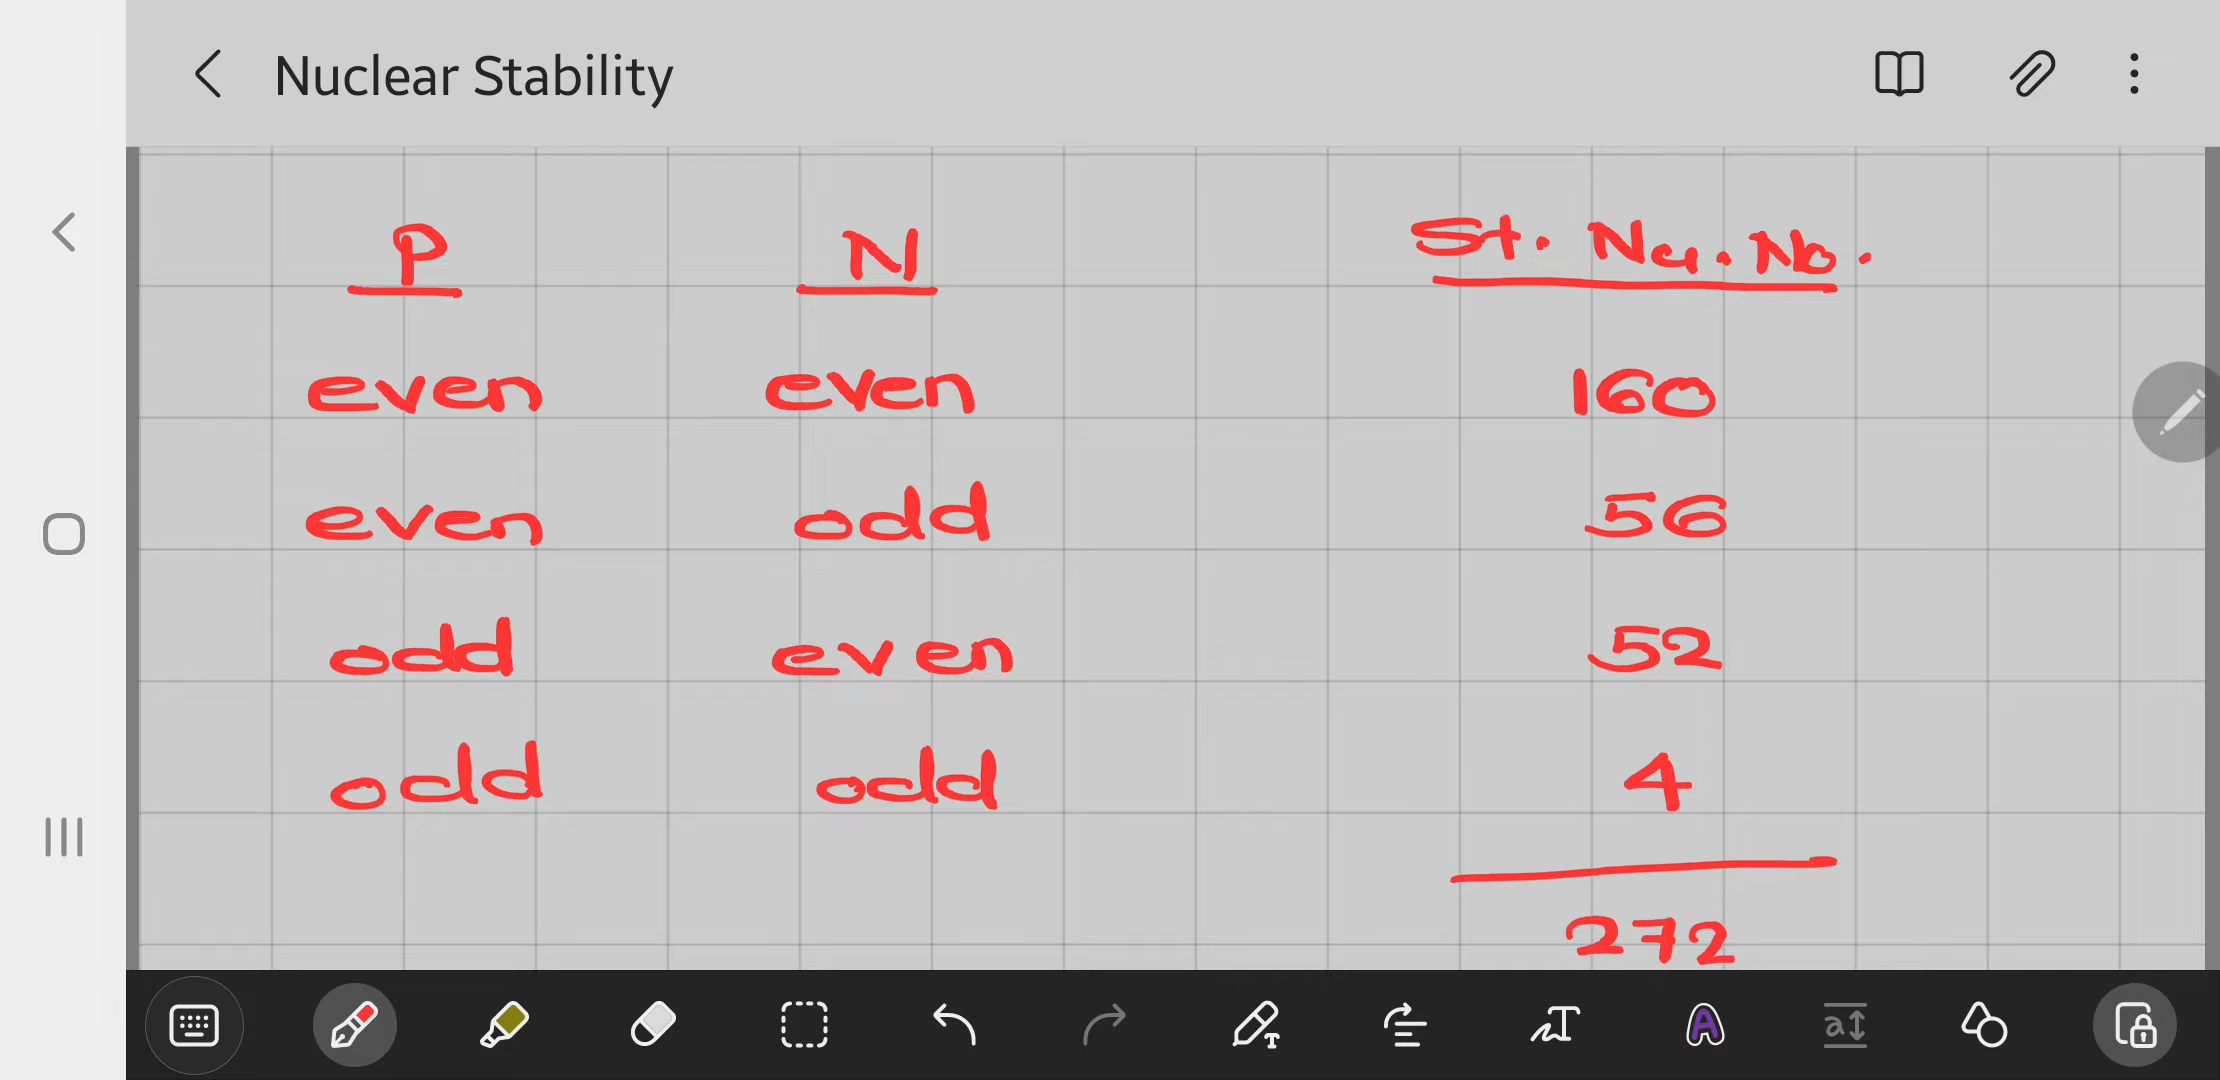 Nuclear Stability
P N St. Nu. No.
even even 160
even odd 56
odd even 52
odd odd 4
272